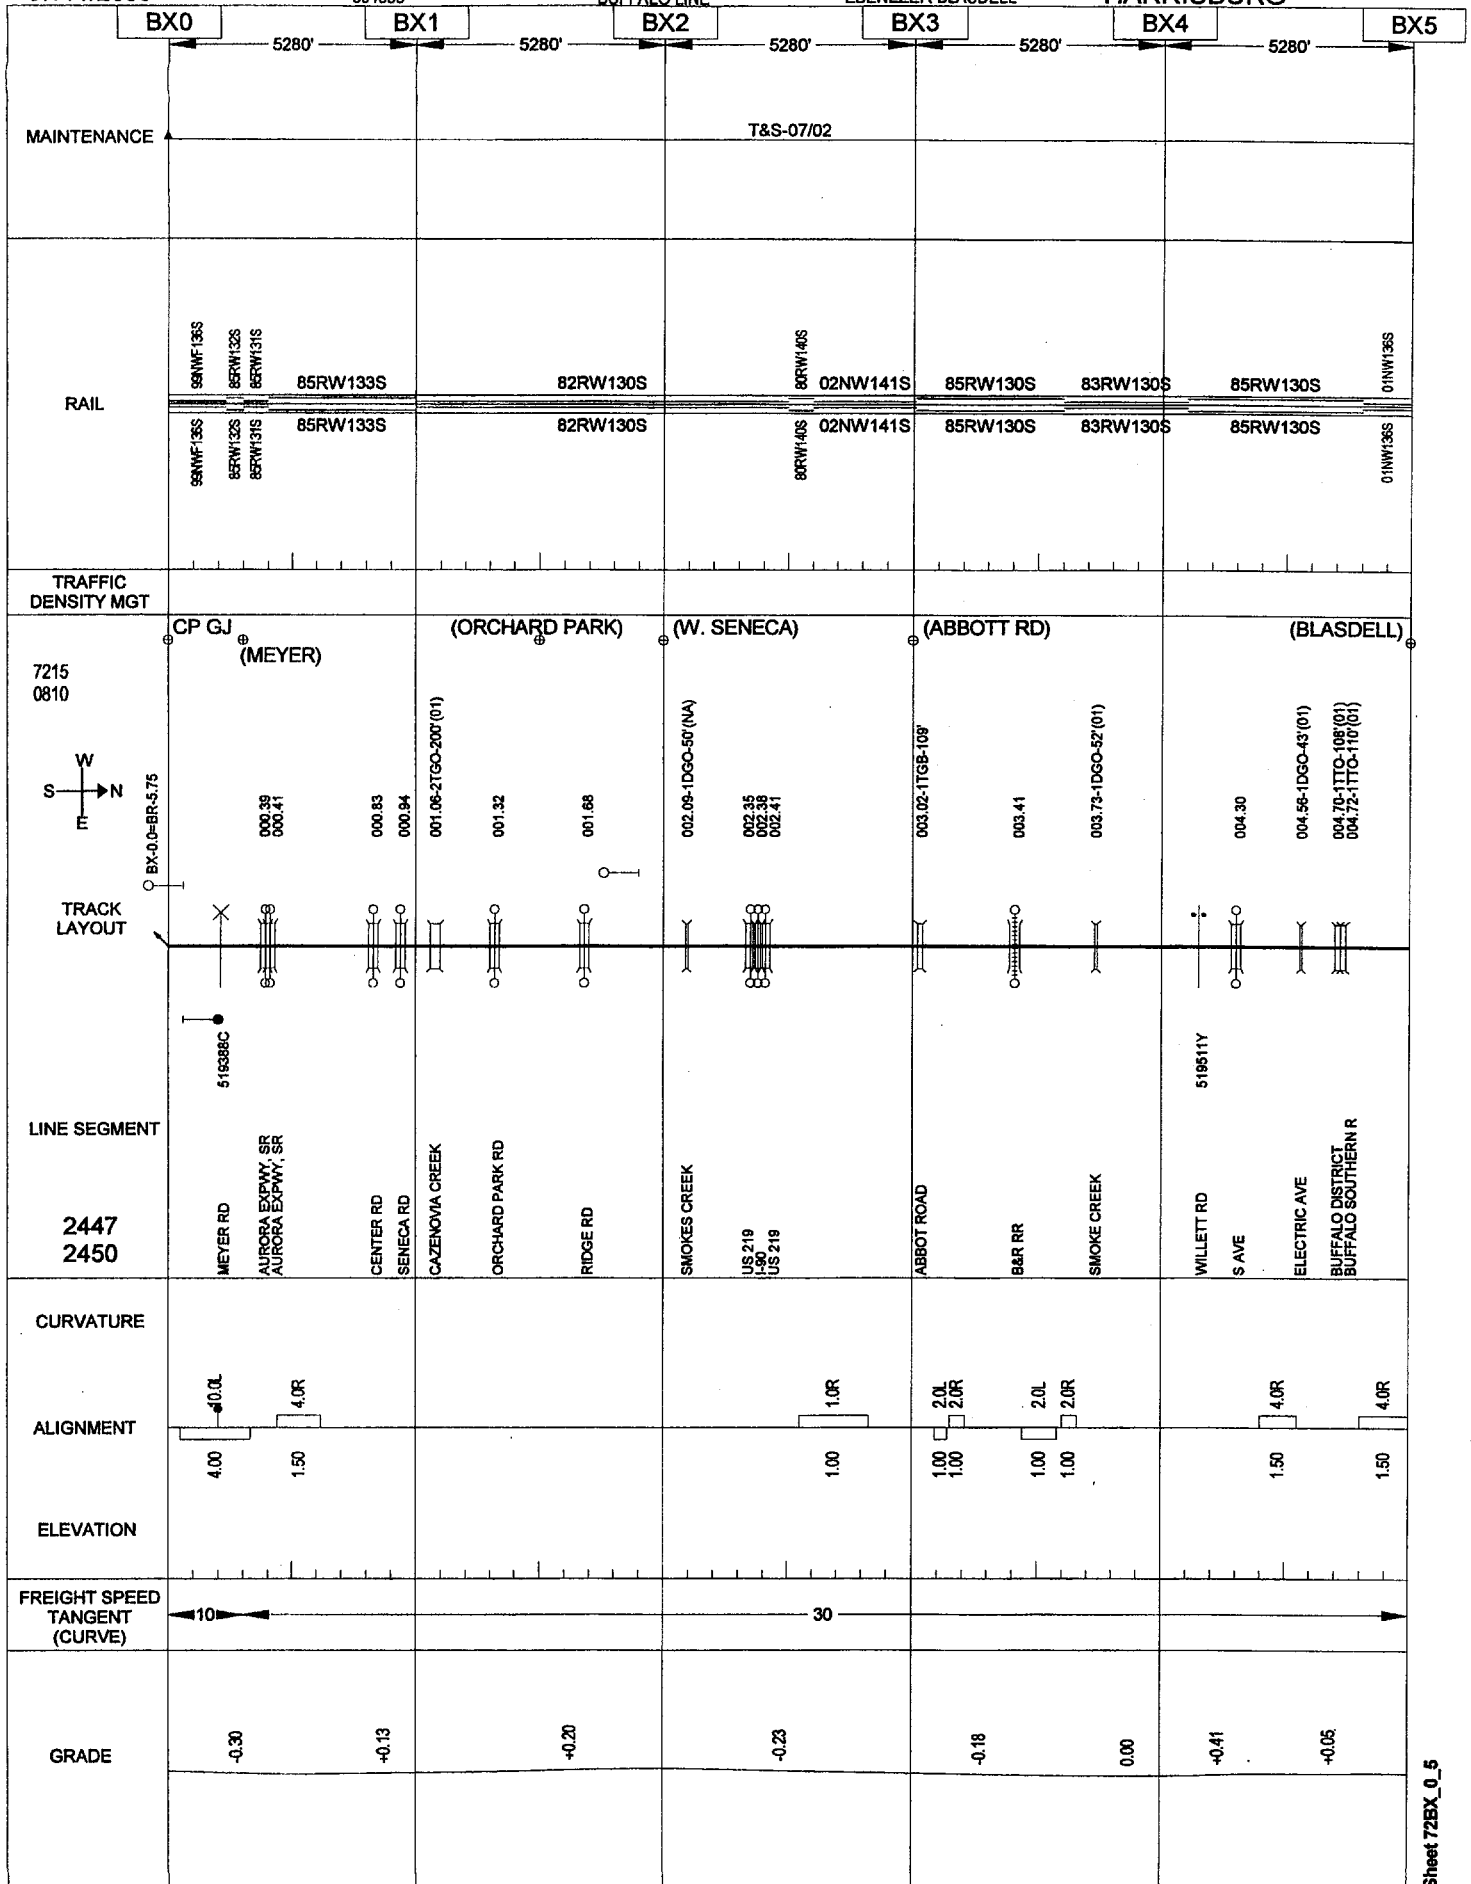 BUFFALO LINE
HARRISBURG
BX0 BX1 BX2 BX3 BX4 BX5
5280' 5280' 5280' 5280' 5280'
MAINTENANCE
T&S-07/02
RAIL
99NWF136S 85RW132S 85RW131S 85RW133S 82RW130S 80RW140S 02NW141S 85RW130S 83RW130S 85RW130S 01NW136S
99NWF136S 85RW132S 85RW131S 85RW133S 82RW130S 80RW140S 02NW141S 85RW130S 83RW130S 85RW130S 01NW136S
TRAFFIC
DENSITY MGT
CP GJ (ORCHARD PARK) (W. SENECA) (ABBOTT RD) (BLASDELL)
(MEYER)
7215
0810
W
S N
E
BX-0.0=BR-5.75
000.39
000.41
000.83
000.94
001.06-2TGO-200'(01)
001.32
001.68
002.09-1DGO-50'(NA)
002.35
002.38
002.41
003.02-1TGB-109'
003.41
003.73-1DGO-52'(01)
004.30
004.56-1DGO-43'(01)
004.70-1TTO-108'(01)
004.72-1TTO-110'(01)
TRACK
LAYOUT
519388C
519511Y
LINE SEGMENT
2447
2450
MEYER RD
AURORA EXPWY, SR
AURORA EXPWY, SR
CENTER RD
SENECA RD
CAZENOVIA CREEK
ORCHARD PARK RD
RIDGE RD
SMOKES CREEK
US 219
I-90
US 219
ABBOT ROAD
B&R RR
SMOKE CREEK
WILLETT RD
S AVE
ELECTRIC AVE
BUFFALO DISTRICT
BUFFALO SOUTHERN R
CURVATURE
10.0L 4.0R 1.0R 2.0L 2.0R 2.0L 2.0R 4.0R 4.0R
ALIGNMENT
4.00 1.50 1.00 1.00 1.00 1.00 1.00 1.50 1.50
ELEVATION
FREIGHT SPEED
TANGENT
(CURVE)
10 30
GRADE
-0.30 +0.13 +0.20 -0.23 -0.18 0.00 +0.41 +0.05
Sheet 72BX_0_5